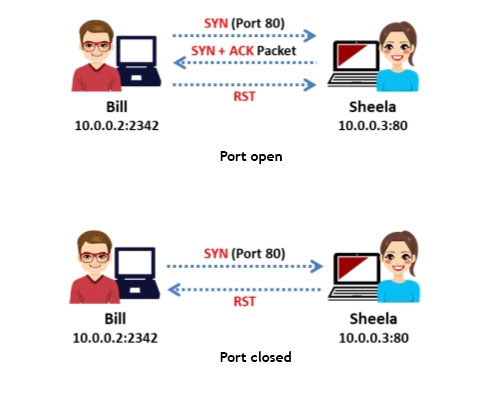 SYN (Port 80)
SYN + ACK Packet
RST
Bill
10.0.0.2:2342
Sheela
10.0.0.3:80
Port open
SYN (Port 80)
RST
Bill
10.0.0.2:2342
Sheela
10.0.0.3:80
Port closed